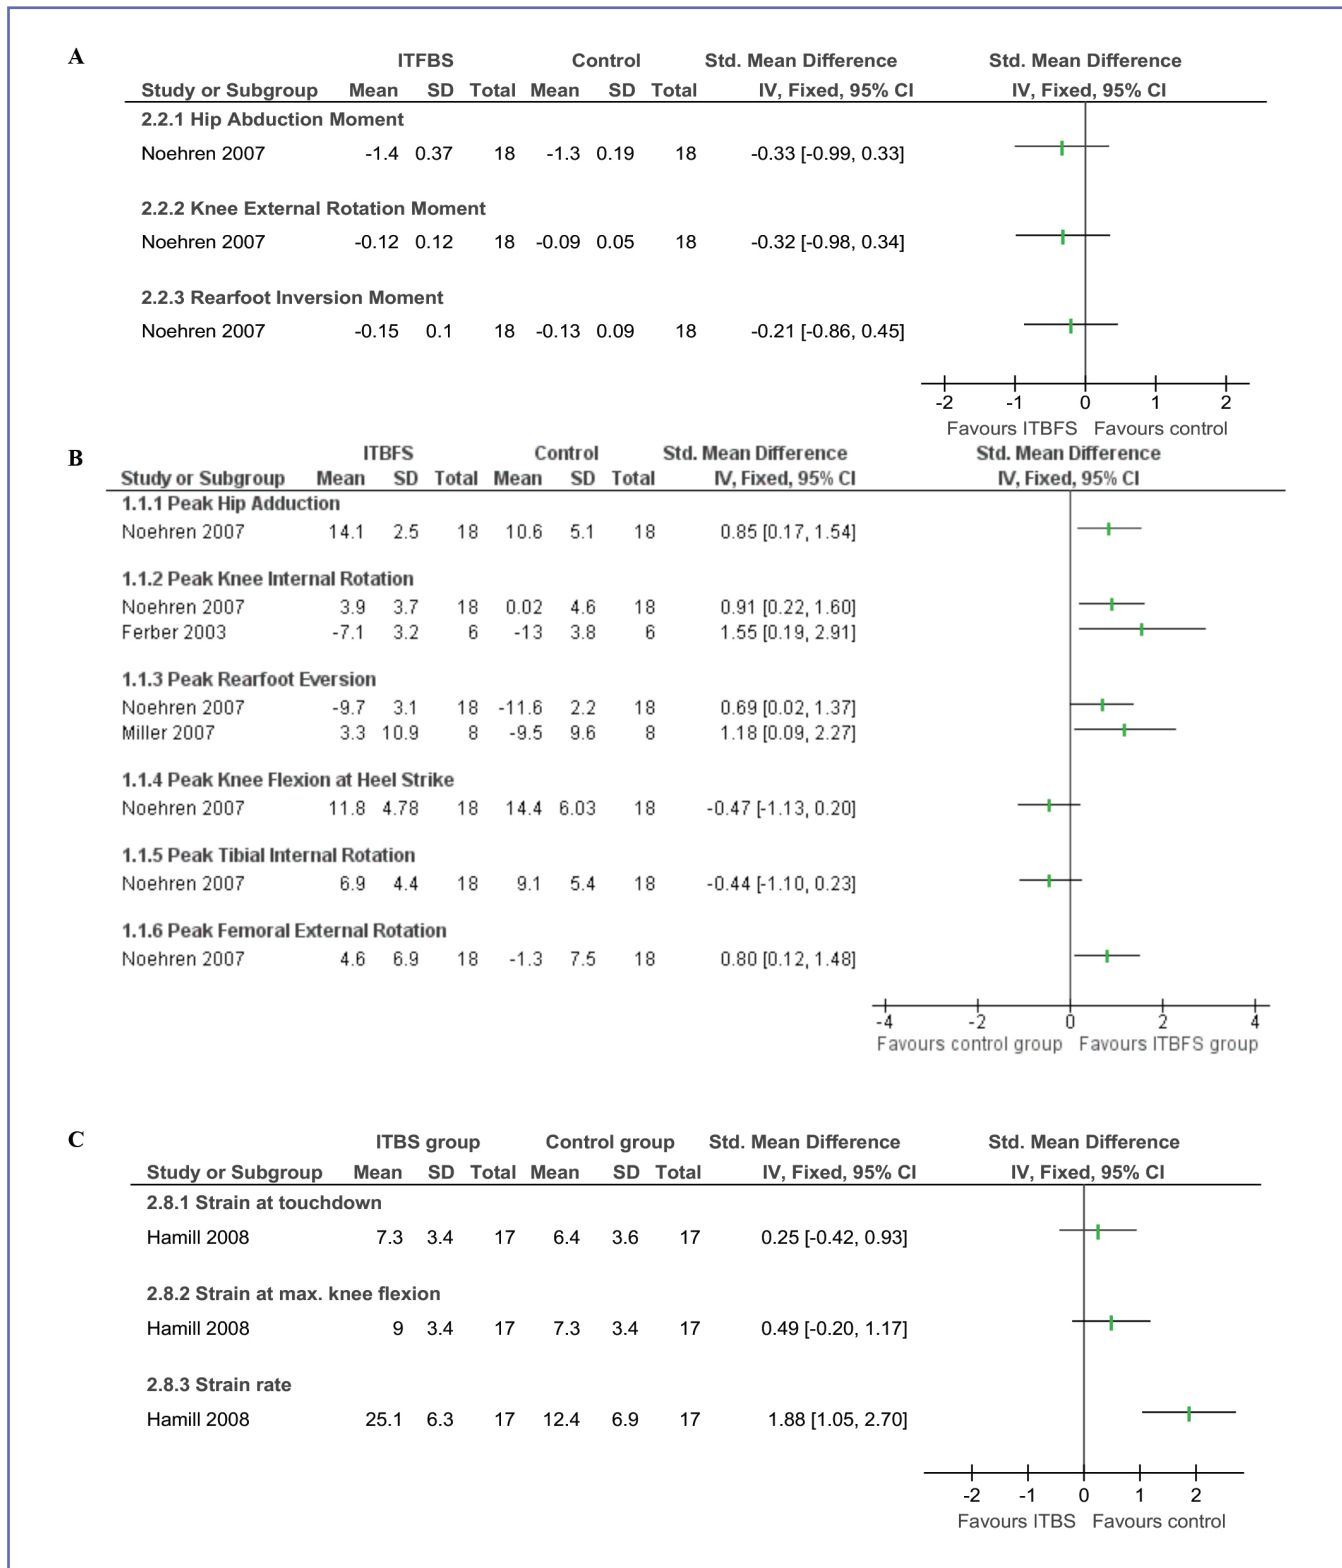 A
ITFBS Control Std. Mean Difference Std. Mean Difference
Study or Subgroup Mean SD Total Mean SD Total IV, Fixed, 95% CI IV, Fixed, 95% CI
2.2.1 Hip Abduction Moment
Noehren 2007 -1.4 0.37 18 -1.3 0.19 18 -0.33 [-0.99, 0.33]
2.2.2 Knee External Rotation Moment
Noehren 2007 -0.12 0.12 18 -0.09 0.05 18 -0.32 [-0.98, 0.34]
2.2.3 Rearfoot Inversion Moment
Noehren 2007 -0.15 0.1 18 -0.13 0.09 18 -0.21 [-0.86, 0.45]
-2 -1 0 1 2
Favours ITBFS Favours control
B
ITBFS Control Std. Mean Difference Std. Mean Difference
Study or Subgroup Mean SD Total Mean SD Total IV, Fixed, 95% CI IV, Fixed, 95% CI
1.1.1 Peak Hip Adduction
Noehren 2007 14.1 2.5 18 10.6 5.1 18 0.85 [0.17, 1.54]
1.1.2 Peak Knee Internal Rotation
Noehren 2007 3.9 3.7 18 0.02 4.6 18 0.91 [0.22, 1.60]
Ferber 2003 -7.1 3.2 6 -13 3.8 6 1.55 [0.19, 2.91]
1.1.3 Peak Rearfoot Eversion
Noehren 2007 -9.7 3.1 18 -11.6 2.2 18 0.69 [0.02, 1.37]
Miller 2007 3.3 10.9 8 -9.5 9.6 8 1.18 [0.09, 2.27]
1.1.4 Peak Knee Flexion at Heel Strike
Noehren 2007 11.8 4.78 18 14.4 6.03 18 -0.47 [-1.13, 0.20]
1.1.5 Peak Tibial Internal Rotation
Noehren 2007 6.9 4.4 18 9.1 5.4 18 -0.44 [-1.10, 0.23]
1.1.6 Peak Femoral External Rotation
Noehren 2007 4.6 6.9 18 -1.3 7.5 18 0.80 [0.12, 1.48]
-4 -2 0 2 4
Favours control group Favours ITBFS group
C
ITBS group Control group Std. Mean Difference Std. Mean Difference
Study or Subgroup Mean SD Total Mean SD Total IV, Fixed, 95% CI IV, Fixed, 95% CI
2.8.1 Strain at touchdown
Hamill 2008 7.3 3.4 17 6.4 3.6 17 0.25 [-0.42, 0.93]
2.8.2 Strain at max. knee flexion
Hamill 2008 9 3.4 17 7.3 3.4 17 0.49 [-0.20, 1.17]
2.8.3 Strain rate
Hamill 2008 25.1 6.3 17 12.4 6.9 17 1.88 [1.05, 2.70]
-2 -1 0 1 2
Favours ITBS Favours control